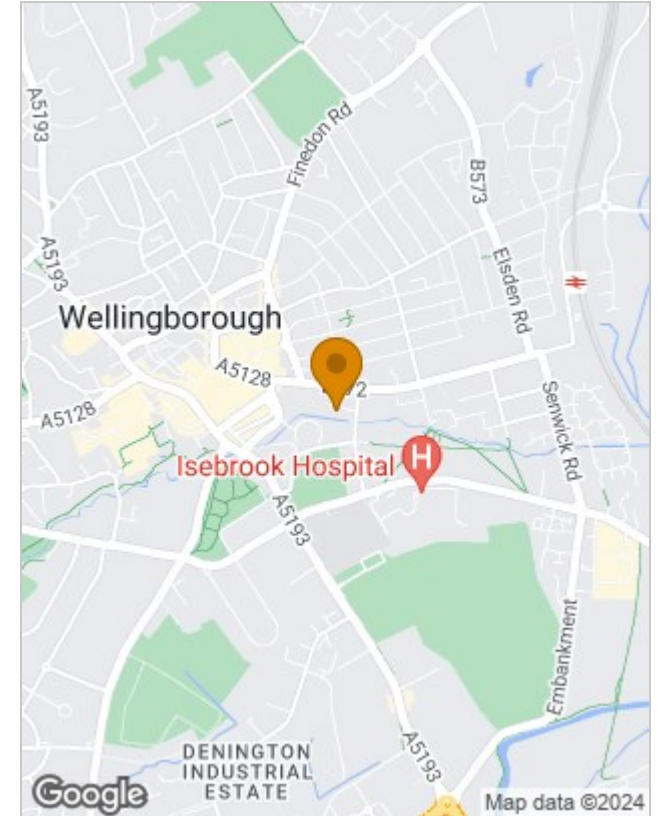 A5193
Finedon Rd
B573
A5193
Elsden Rd
Wellingborough
A5128
A5128
Senwick Rd
Isebrook Hospital
H
A5193
Embankment
A5193
DENINGTON
INDUSTRIAL
ESTATE
Google
Map data ©2024